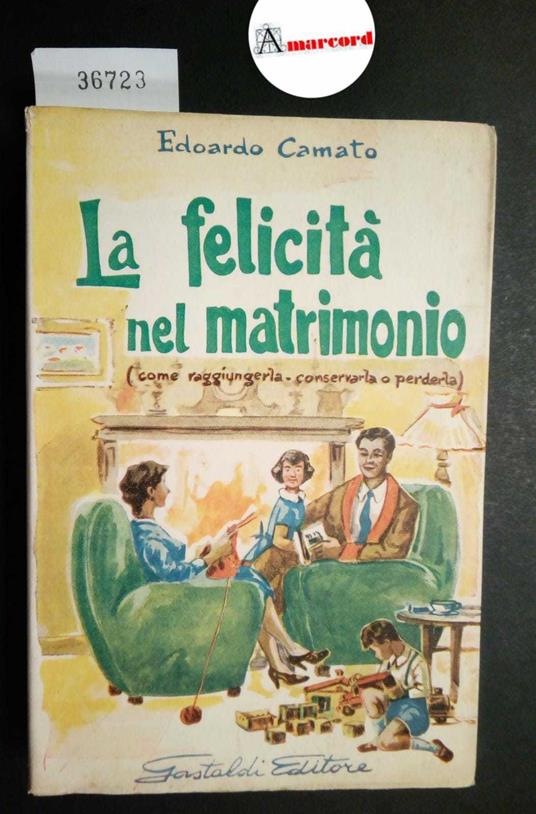 Amarcord
36723
Edoardo Camato
La felicità
nel matrimonio
(come raggiungerla - conservarla o perderla)
Gastaldi Editore